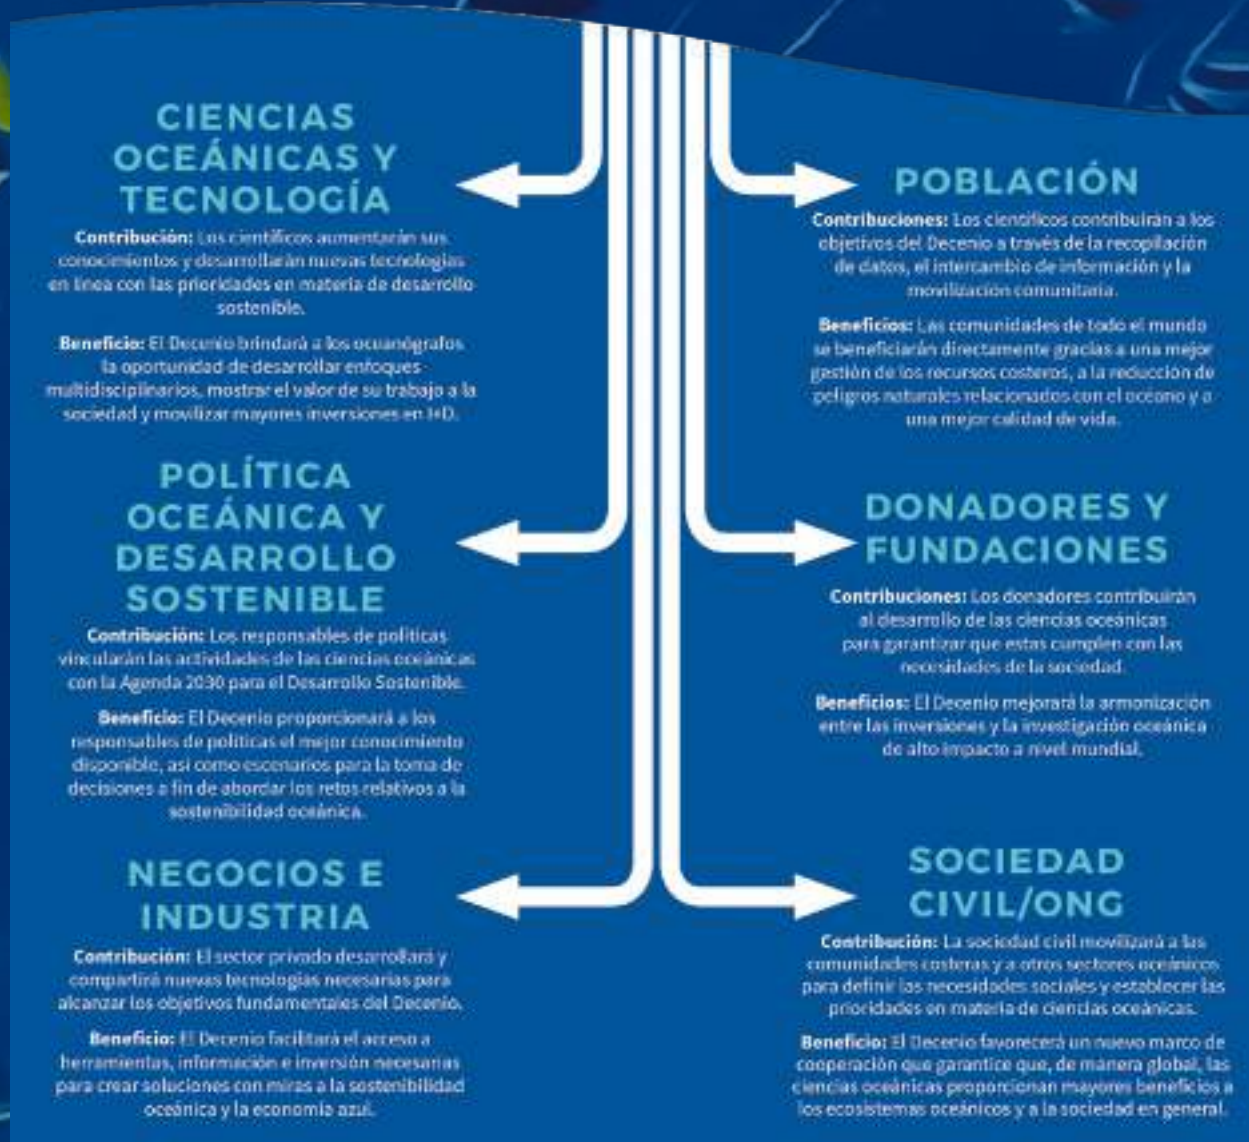 CIENCIAS
OCEÁNICAS Y
TECNOLOGÍA
Contribución: Los científicos aumentarán sus
conocimientos y desarrollarán nuevas tecnologías
en línea con las prioridades en materia de desarrollo
sostenible.
Beneficio: El Decenio brindará a los oceanógrafos
la oportunidad de desarrollar enfoques
multidisciplinarios, mostrar el valor de su trabajo a la
sociedad y movilizar mayores inversiones en I+D.
POLÍTICA
OCEÁNICA Y
DESARROLLO
SOSTENIBLE
Contribución: Los responsables de políticas
vincularán las actividades de las ciencias oceánicas
con la Agenda 2030 para el Desarrollo Sostenible.
Beneficio: El Decenio proporcionará a los
responsables de políticas el mejor conocimiento
disponible, así como escenarios para la toma de
decisiones a fin de abordar los retos relativos a la
sostenibilidad oceánica.
NEGOCIOS E
INDUSTRIA
Contribución: El sector privado desarrollará y
compartirá nuevas tecnologías necesarias para
alcanzar los objetivos fundamentales del Decenio.
Beneficio: El Decenio facilitará el acceso a
herramientas, información e inversión necesarias
para crear soluciones con miras a la sostenibilidad
oceánica y la economía azul.
POBLACIÓN
Contribuciones: Los científicos contribuirán a los
objetivos del Decenio a través de la recopilación
de datos, el intercambio de información y la
movilización comunitaria.
Beneficios: Las comunidades de todo el mundo
se beneficiarán directamente gracias a una mejor
gestión de los recursos costeros, a la reducción de
peligros naturales relacionados con el océano y a
una mejor calidad de vida.
DONADORES Y
FUNDACIONES
Contribuciones: Los donadores contribuirán
al desarrollo de las ciencias oceánicas
para garantizar que estas cumplen con las
necesidades de la sociedad.
Beneficios: El Decenio mejorará la armonización
entre las inversiones y la investigación oceánica
de alto impacto a nivel mundial.
SOCIEDAD
CIVIL/ONG
Contribución: La sociedad civil movilizará a las
comunidades costeras y a otros sectores oceánicos
para definir las necesidades sociales y establecer las
prioridades en materia de ciencias oceánicas.
Beneficio: El Decenio favorecerá un nuevo marco de
cooperación que garantice que, de manera global, las
ciencias oceánicas proporcionan mayores beneficios a
los ecosistemas oceánicos y a la sociedad en general.